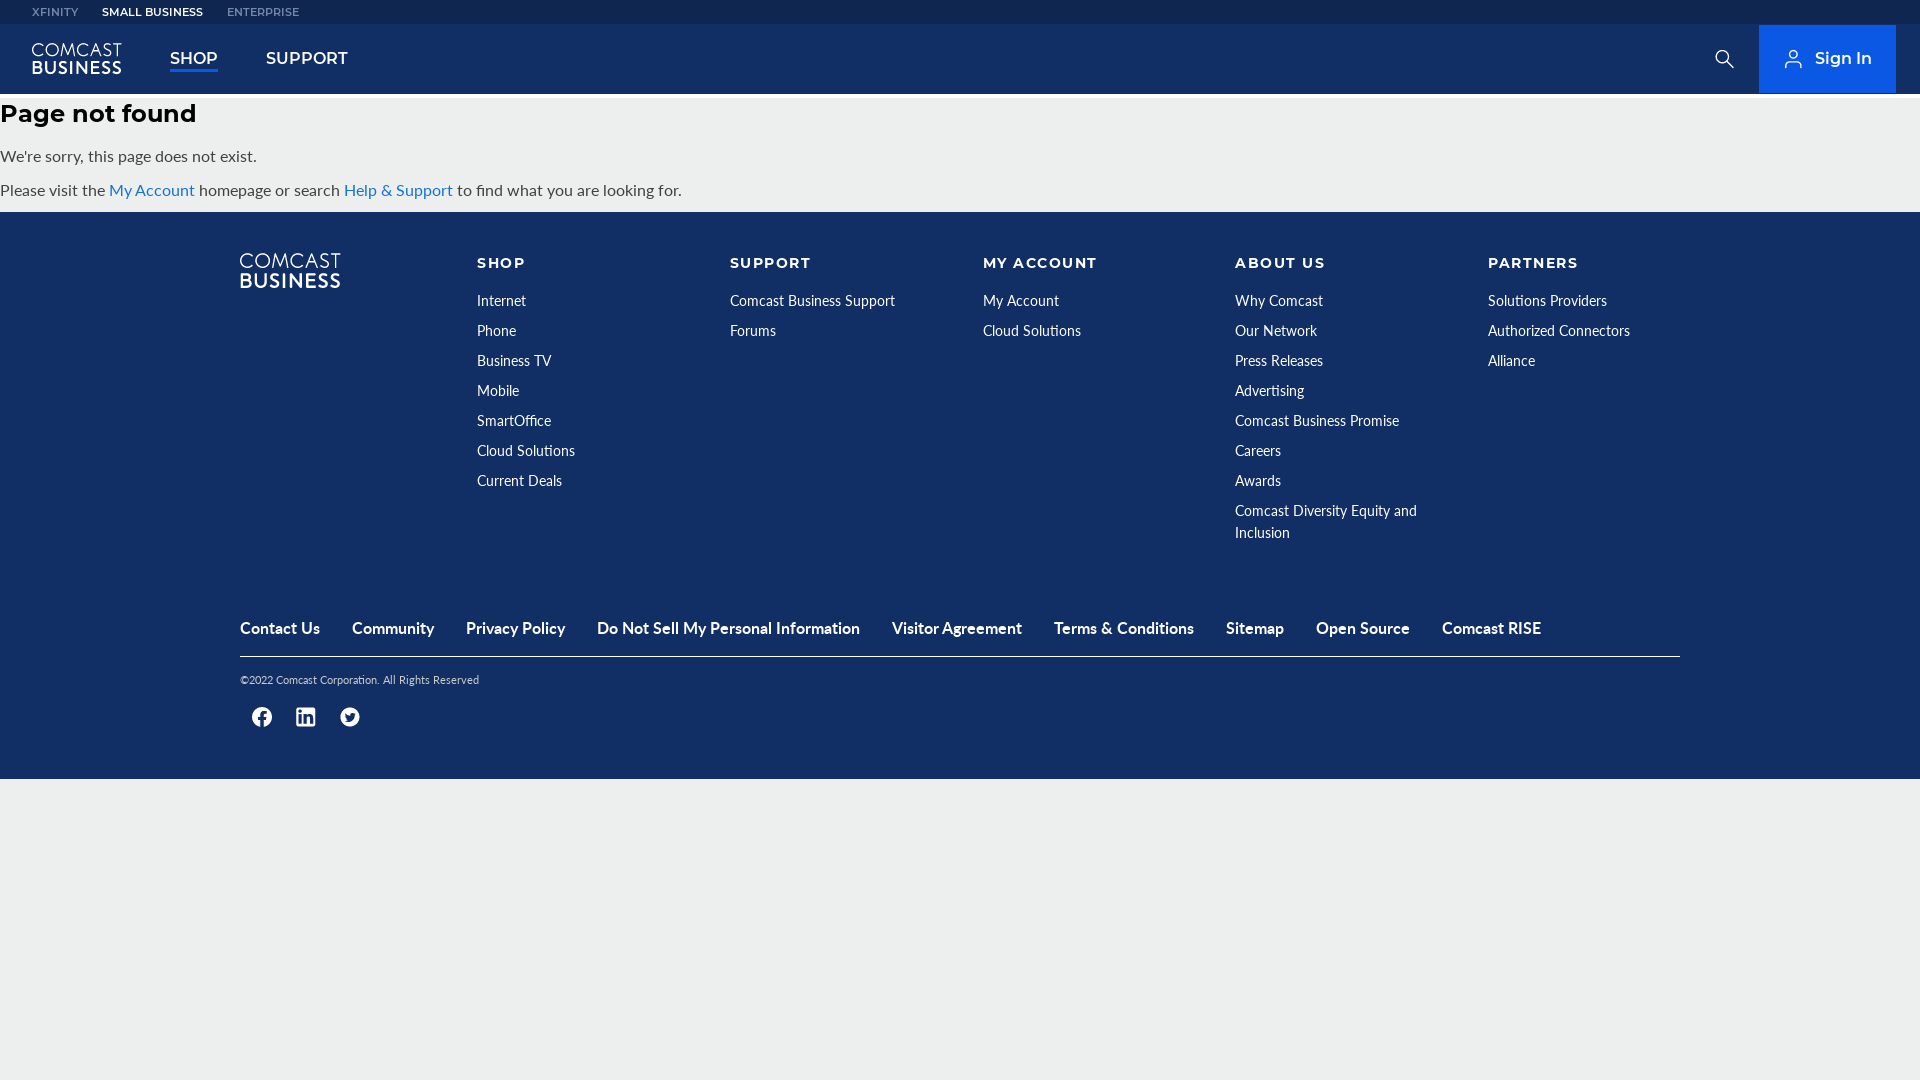 XFINITY SMALL BUSINESS ENTERPRISE
COMCAST
BUSINESS
SHOP SUPPORT
Sign In
Page not found
We're sorry, this page does not exist.
Please visit the My Account homepage or search Help & Support to find what you are looking for.
COMCAST
BUSINESS
SHOP
Internet
Phone
Business TV
Mobile
SmartOffice
Cloud Solutions
Current Deals
SUPPORT
Comcast Business Support
Forums
MY ACCOUNT
My Account
Cloud Solutions
ABOUT US
Why Comcast
Our Network
Press Releases
Advertising
Comcast Business Promise
Careers
Awards
Comcast Diversity Equity and
Inclusion
PARTNERS
Solutions Providers
Authorized Connectors
Alliance
Contact Us Community Privacy Policy Do Not Sell My Personal Information Visitor Agreement Terms & Conditions Sitemap Open Source Comcast RISE
©2022 Comcast Corporation. All Rights Reserved